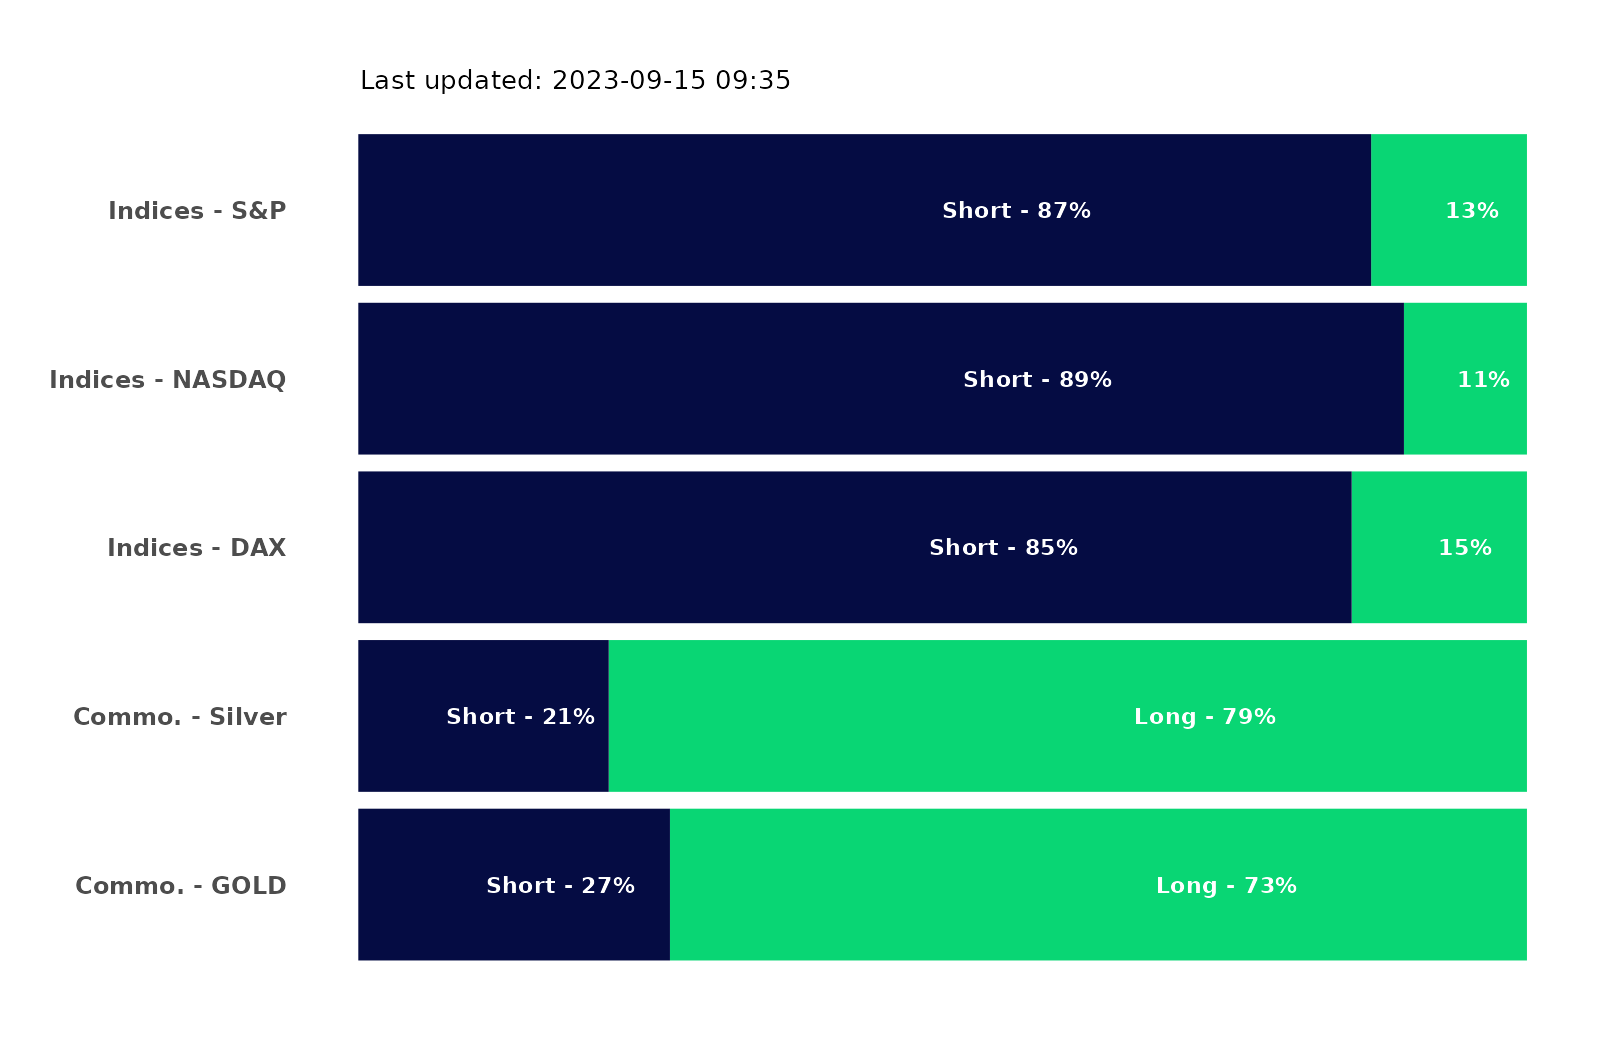 Last updated: 2023-09-15 09:35
Indices - S&P Short - 87% 13%
Indices - NASDAQ Short - 89% 11%
Indices - DAX Short - 85% 15%
Commo. - Silver Short - 21% Long - 79%
Commo. - GOLD Short - 27% Long - 73%